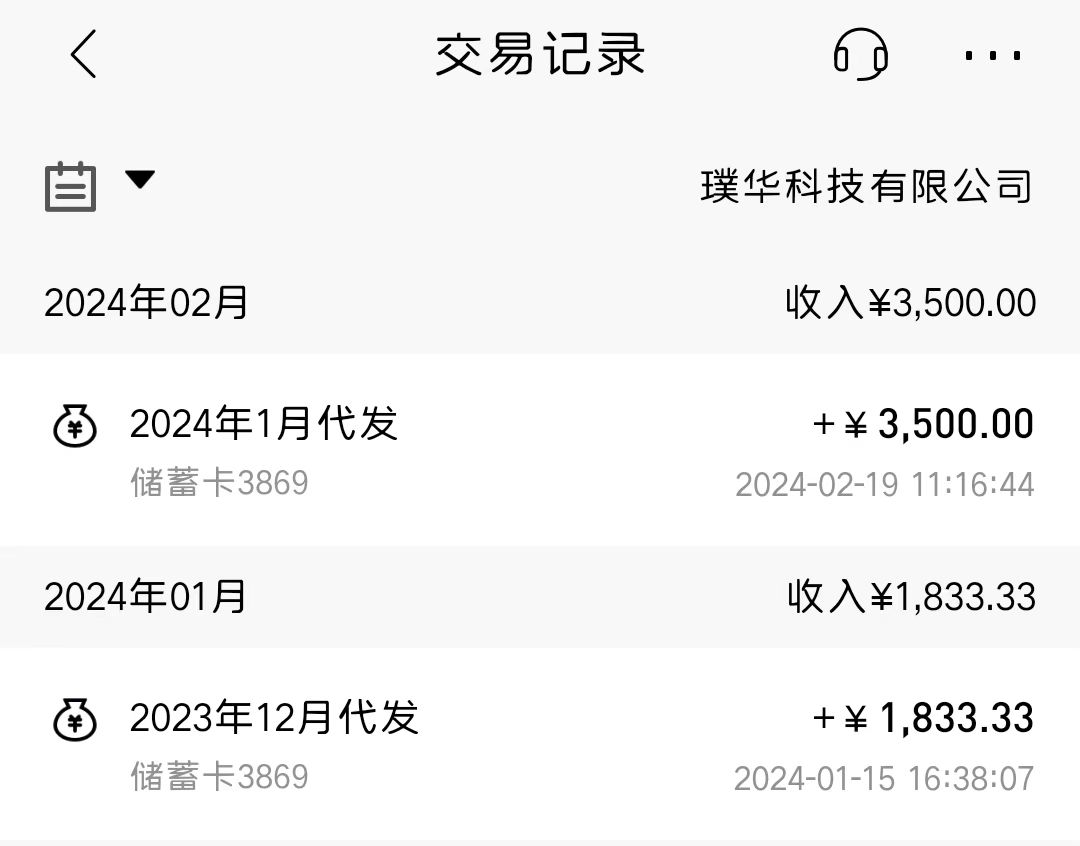 交易记录
璞华科技有限公司
2024年02月 收入¥3,500.00
2024年1月代发 +¥3,500.00
储蓄卡3869 2024-02-19 11:16:44
2024年01月 收入¥1,833.33
2023年12月代发 +¥1,833.33
储蓄卡3869 2024-01-15 16:38:07